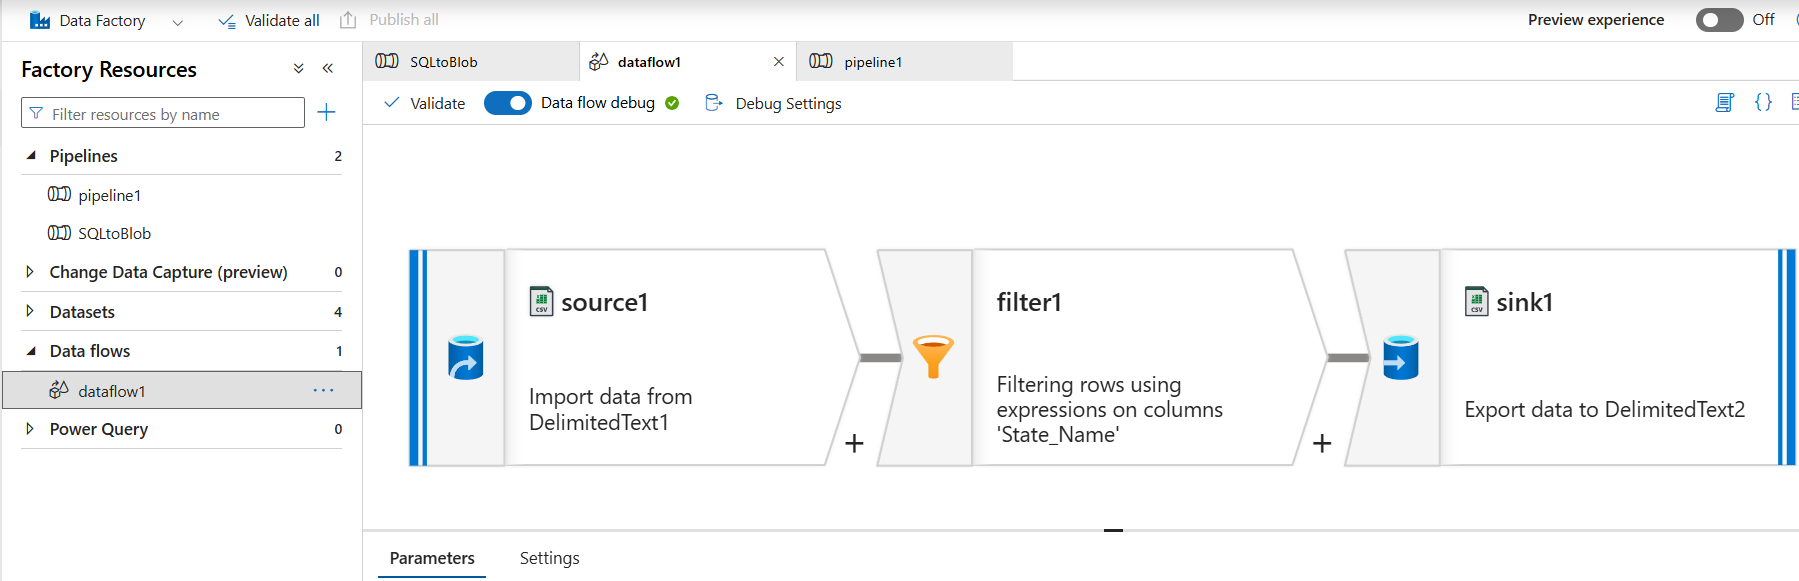 Data Factory
Validate all
Publish all
Preview experience
Off
Factory Resources
Filter resources by name
Pipelines 2
pipeline1
SQLtoBlob
Change Data Capture (preview) 0
Datasets 4
Data flows 1
dataflow1
Power Query 0
SQLtoBlob
dataflow1
pipeline1
Validate
Data flow debug
Debug Settings
{}
CSV
source1
Import data from
DelimitedText1
+
filter1
Filtering rows using
expressions on columns
'State_Name'
+
CSV
sink1
Export data to DelimitedText2
Parameters
Settings